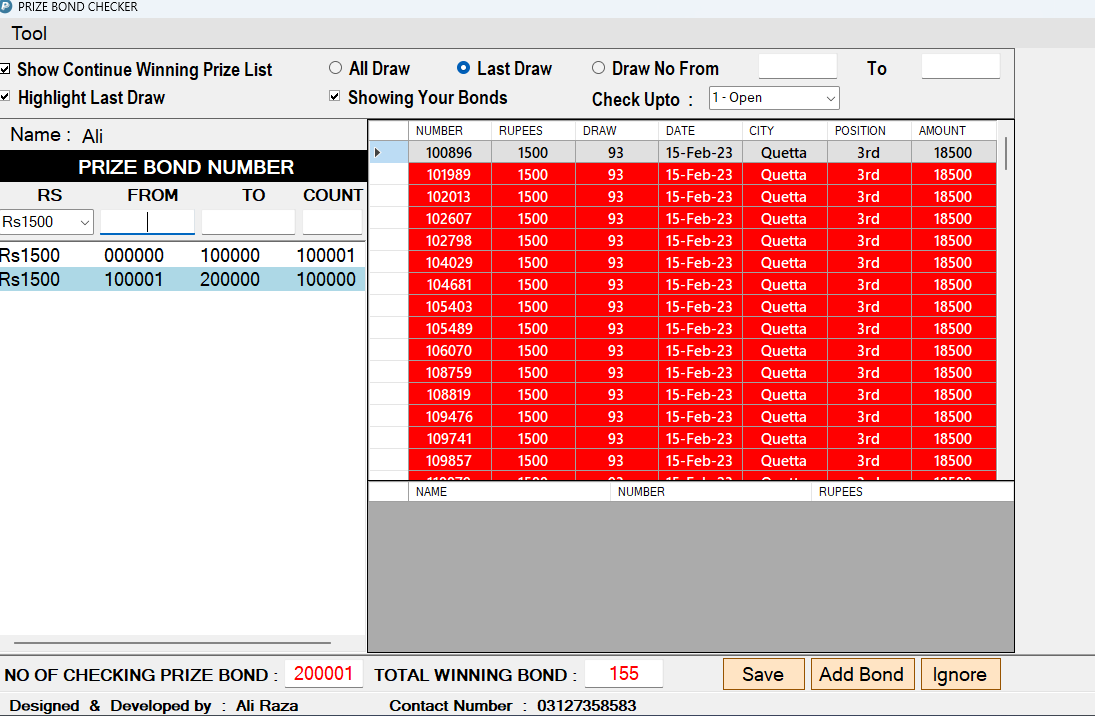 PRIZE BOND CHECKER
Tool
Show Continue Winning Prize List All Draw Last Draw Draw No From To
Highlight Last Draw Showing Your Bonds Check Upto : 1 - Open
Name : Ali
PRIZE BOND NUMBER
RS FROM TO COUNT
Rs1500
Rs1500 000000 100000 100001
Rs1500 100001 200000 100000
NUMBER RUPEES DRAW DATE CITY POSITION AMOUNT
100896 1500 93 15-Feb-23 Quetta 3rd 18500
101989 1500 93 15-Feb-23 Quetta 3rd 18500
102013 1500 93 15-Feb-23 Quetta 3rd 18500
102607 1500 93 15-Feb-23 Quetta 3rd 18500
102798 1500 93 15-Feb-23 Quetta 3rd 18500
104029 1500 93 15-Feb-23 Quetta 3rd 18500
104681 1500 93 15-Feb-23 Quetta 3rd 18500
105403 1500 93 15-Feb-23 Quetta 3rd 18500
105489 1500 93 15-Feb-23 Quetta 3rd 18500
106070 1500 93 15-Feb-23 Quetta 3rd 18500
108759 1500 93 15-Feb-23 Quetta 3rd 18500
108819 1500 93 15-Feb-23 Quetta 3rd 18500
109476 1500 93 15-Feb-23 Quetta 3rd 18500
109741 1500 93 15-Feb-23 Quetta 3rd 18500
109857 1500 93 15-Feb-23 Quetta 3rd 18500
NAME NUMBER RUPEES
NO OF CHECKING PRIZE BOND : 200001 TOTAL WINNING BOND : 155 Save Add Bond Ignore
Designed & Developed by : Ali Raza Contact Number : 03127358583